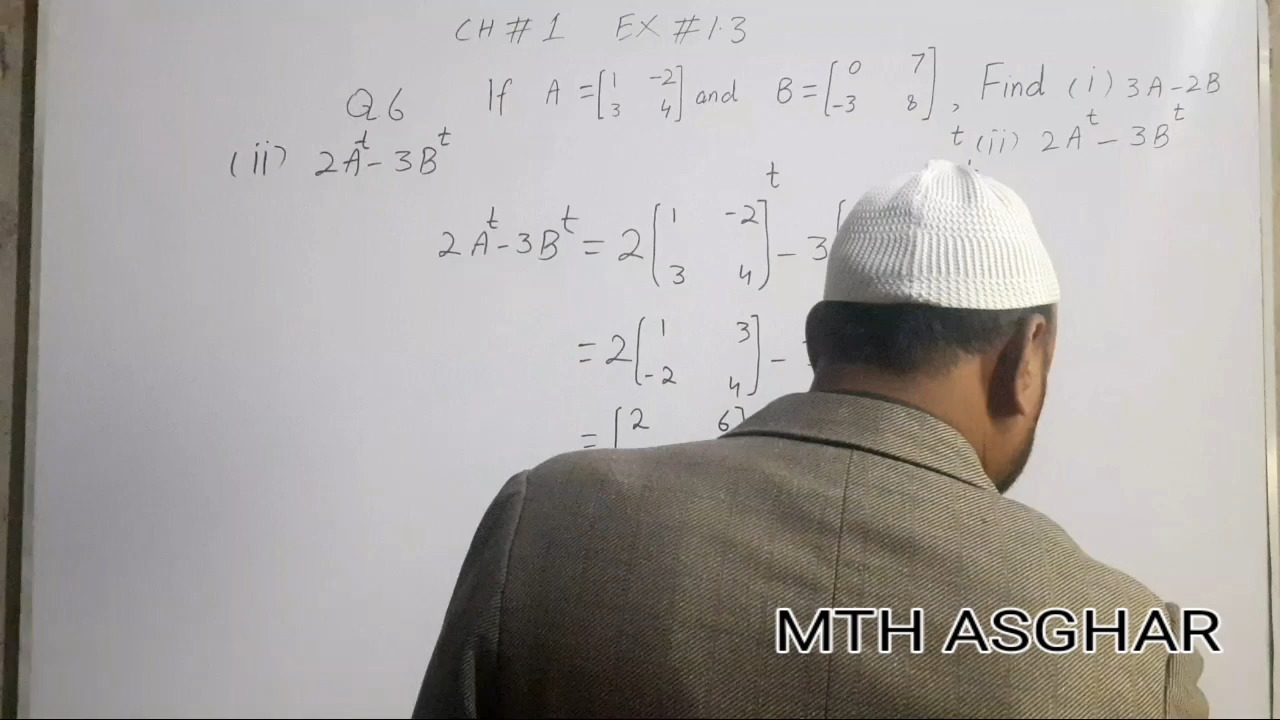 CH # 1 EX # 1.3
Q 6 If A = [1 -2 and B = [0 7
3 4] -3 8], Find (i) 3A - 2B
(ii) 2A^t - 3B^t
(ii) 2A^t - 3B^t
2A^t - 3B^t = 2 [1 -2
3 4]^t - 3 [
t
= 2 [1 3
-2 4] -
= [2 6]
MTH ASGHAR